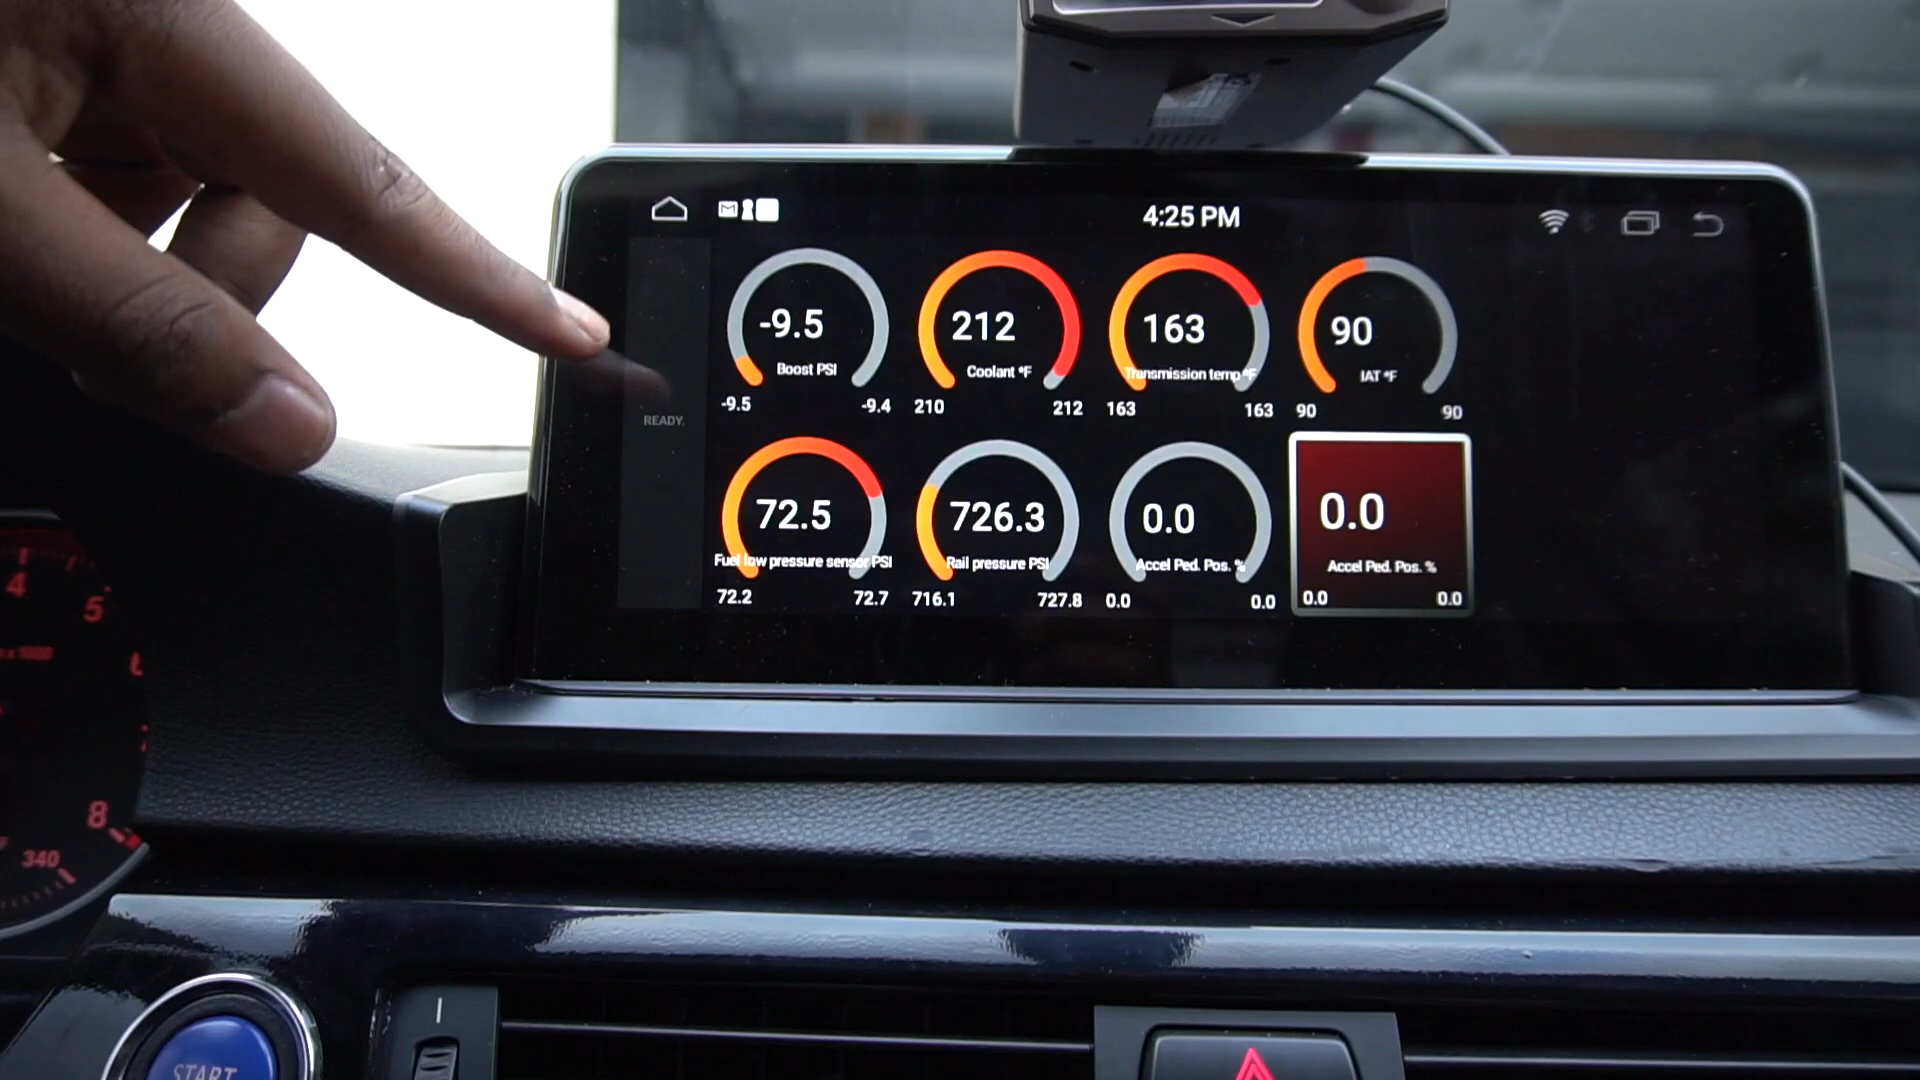 4:25 PM
READY.
-9.5
Boost PSI
-9.5 -9.4
212
Coolant °F
210 212
163
Transmission temp °F
163 163
90
IAT °F
90 90
72.5
Fuel low pressure sensor PSI
72.2 72.7
726.3
Rail pressure PSI
716.1 727.8
0.0
Accel Ped. Pos. %
0.0 0.0
0.0
Accel Ped. Pos. %
0.0 0.0
4
5
8
340
START